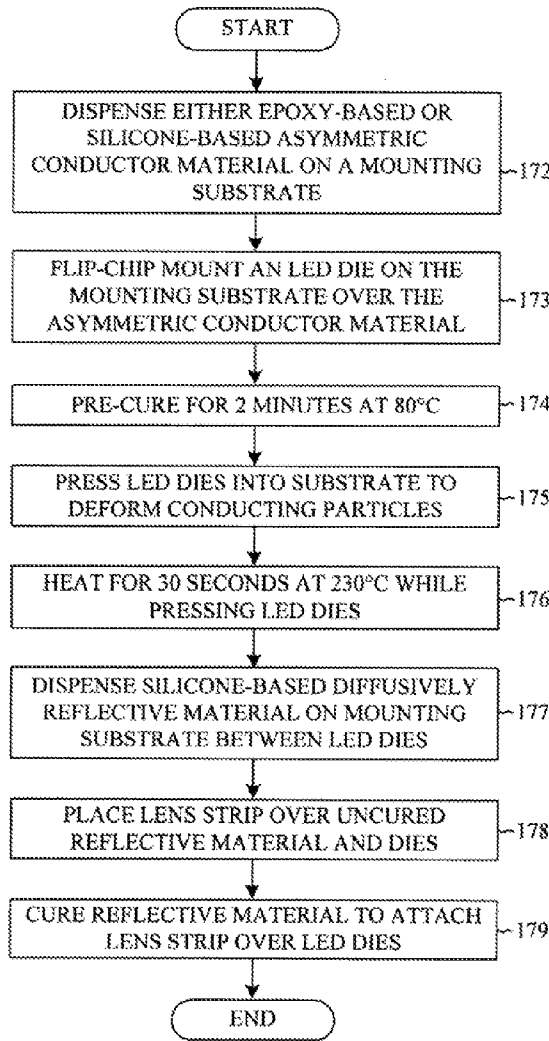 START
DISPENSE EITHER EPOXY-BASED OR
SILICONE-BASED ASYMMETRIC
CONDUCTOR MATERIAL ON A MOUNTING
SUBSTRATE
172
FLIP-CHIP MOUNT AN LED DIE ON THE
MOUNTING SUBSTRATE OVER THE
ASYMMETRIC CONDUCTOR MATERIAL
173
PRE-CURE FOR 2 MINUTES AT 80°C
174
PRESS LED DIES INTO SUBSTRATE TO
DEFORM CONDUCTING PARTICLES
175
HEAT FOR 30 SECONDS AT 230°C WHILE
PRESSING LED DIES
176
DISPENSE SILICONE-BASED DIFFUSIVELY
REFLECTIVE MATERIAL ON MOUNTING
SUBSTRATE BETWEEN LED DIES
177
PLACE LENS STRIP OVER UNCURED
REFLECTIVE MATERIAL AND DIES
178
CURE REFLECTIVE MATERIAL TO ATTACH
LENS STRIP OVER LED DIES
179
END